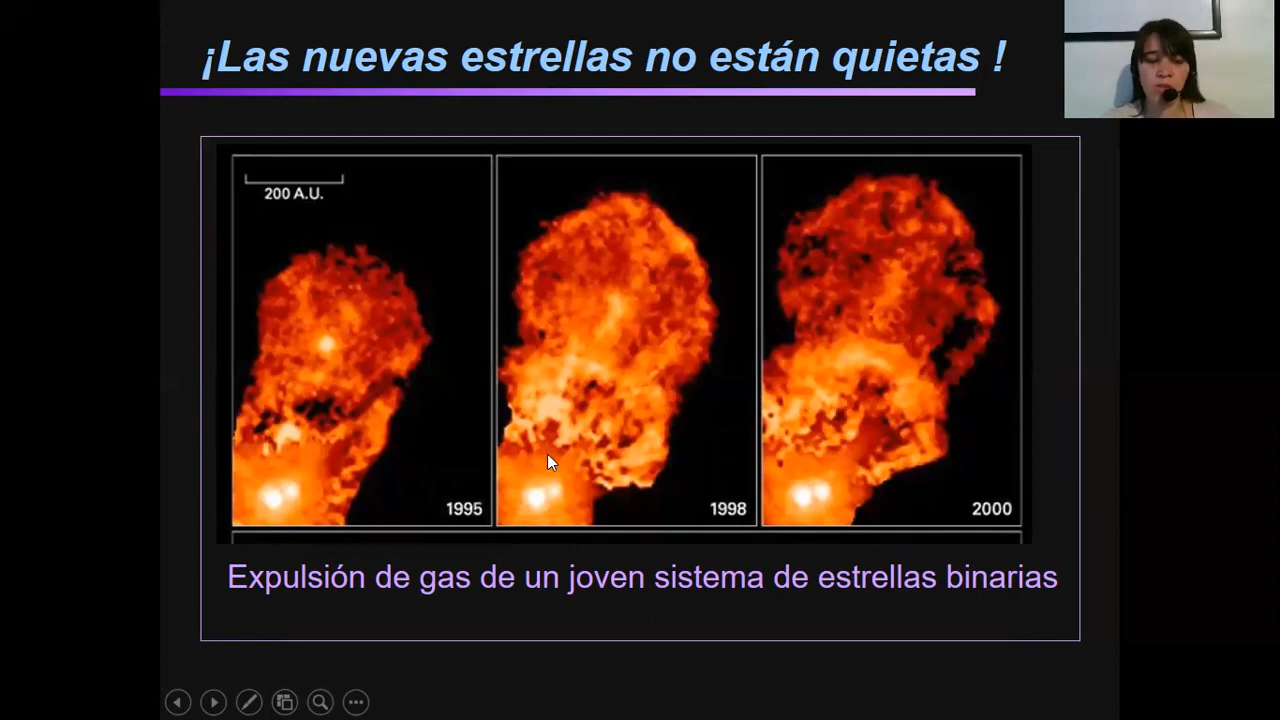 ¡Las nuevas estrellas no están quietas !
200 A.U.
1995
1998
2000
Expulsión de gas de un joven sistema de estrellas binarias